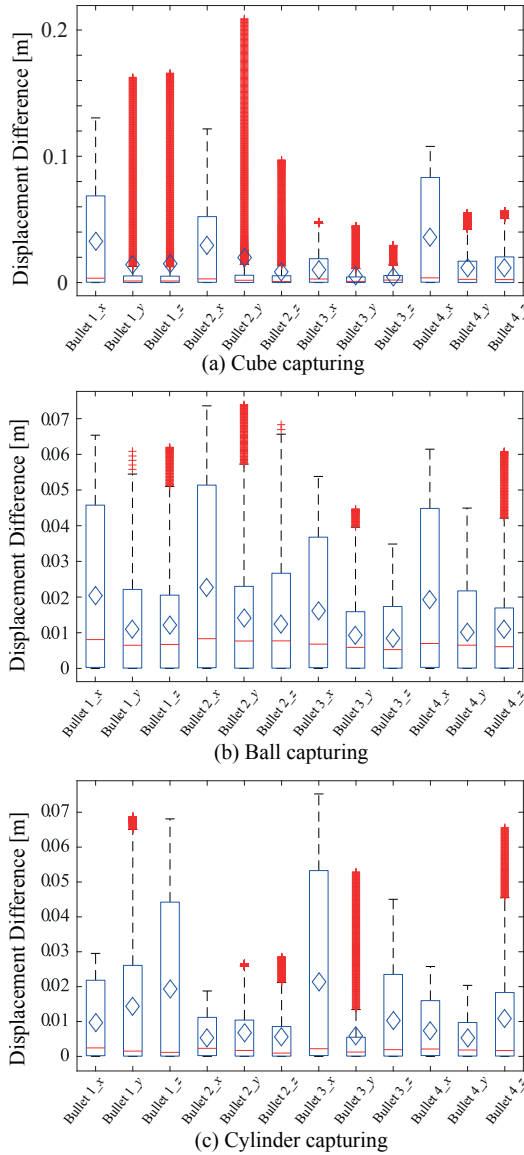 Displacement Difference [m]
0.2
0.1
0
Bullet 1_x
Bullet 1_y
Bullet 1_z
Bullet 2_x
Bullet 2_y
Bullet 2_z
Bullet 3_x
Bullet 3_y
Bullet 3_z
Bullet 4_x
Bullet 4_y
Bullet 4_z
(a) Cube capturing
Displacement Difference [m]
0.07
0.06
0.05
0.04
0.03
0.02
0.01
0
Bullet 1_x
Bullet 1_y
Bullet 1_z
Bullet 2_x
Bullet 2_y
Bullet 2_z
Bullet 3_x
Bullet 3_y
Bullet 3_z
Bullet 4_x
Bullet 4_y
Bullet 4_z
(b) Ball capturing
Displacement Difference [m]
0.07
0.06
0.05
0.04
0.03
0.02
0.01
0
Bullet 1_x
Bullet 1_y
Bullet 1_z
Bullet 2_x
Bullet 2_y
Bullet 2_z
Bullet 3_x
Bullet 3_y
Bullet 3_z
Bullet 4_x
Bullet 4_y
Bullet 4_z
(c) Cylinder capturing